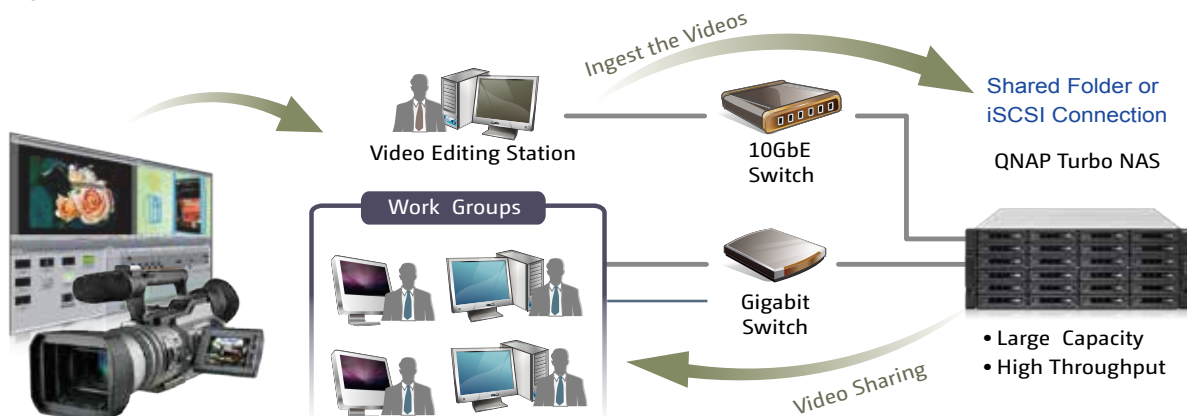 Ingest the Videos
Shared Folder or
iSCSI Connection
QNAP Turbo NAS
Video Editing Station
10GbE
Switch
Work Groups
Gigabit
Switch
• Large Capacity
• High Throughput
Video Sharing